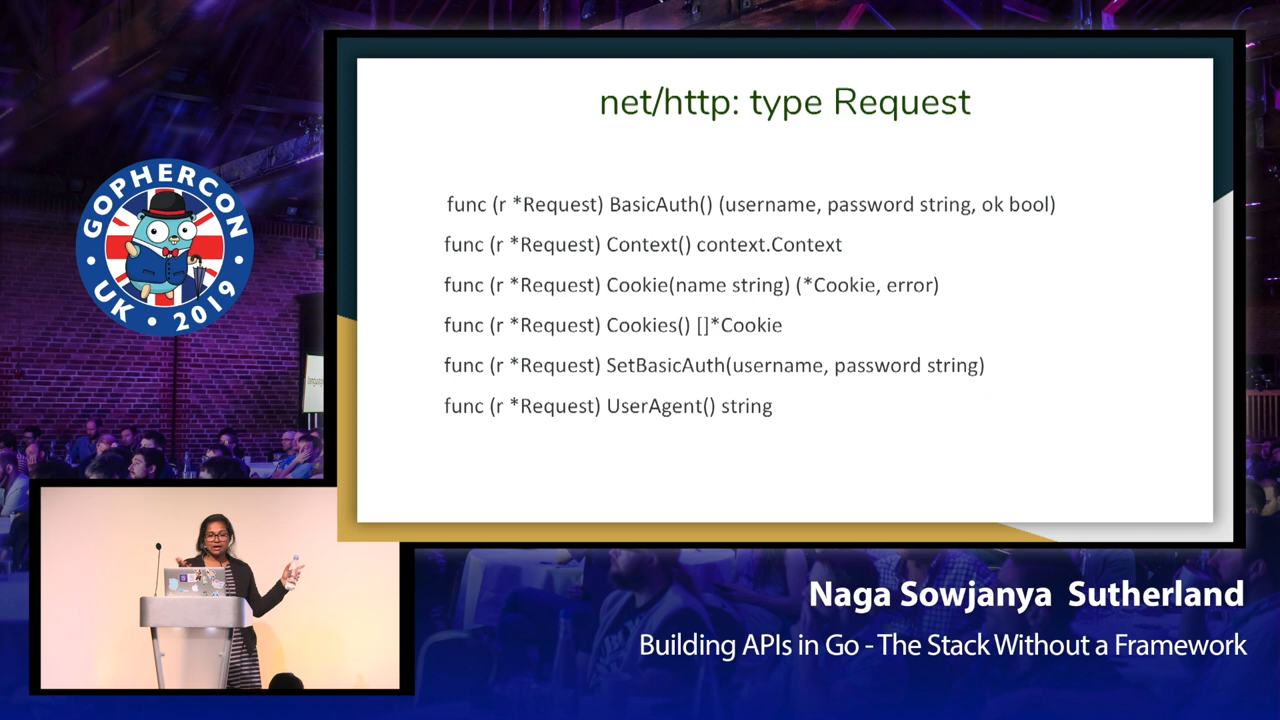 net/http: type Request
func (r *Request) BasicAuth() (username, password string, ok bool)
func (r *Request) Context() context.Context
func (r *Request) Cookie(name string) (*Cookie, error)
func (r *Request) Cookies() []*Cookie
func (r *Request) SetBasicAuth(username, password string)
func (r *Request) UserAgent() string
GOPHERCON
UK • 2019
Naga Sowjanya Sutherland
Building APIs in Go - The Stack Without a Framework